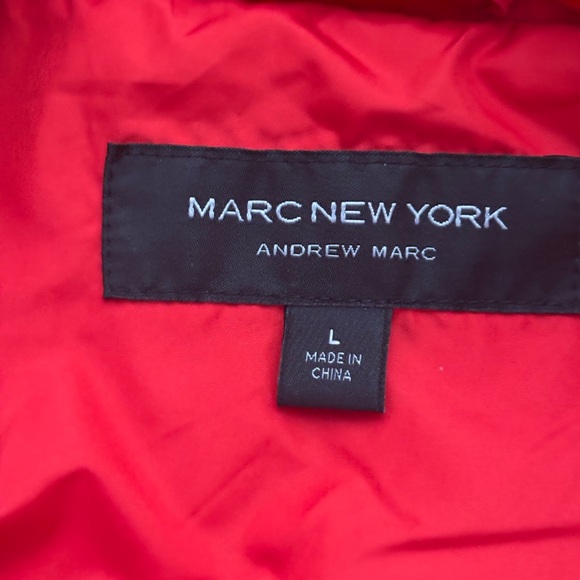 MARC NEW YORK
ANDREW MARC
L
MADE IN
CHINA